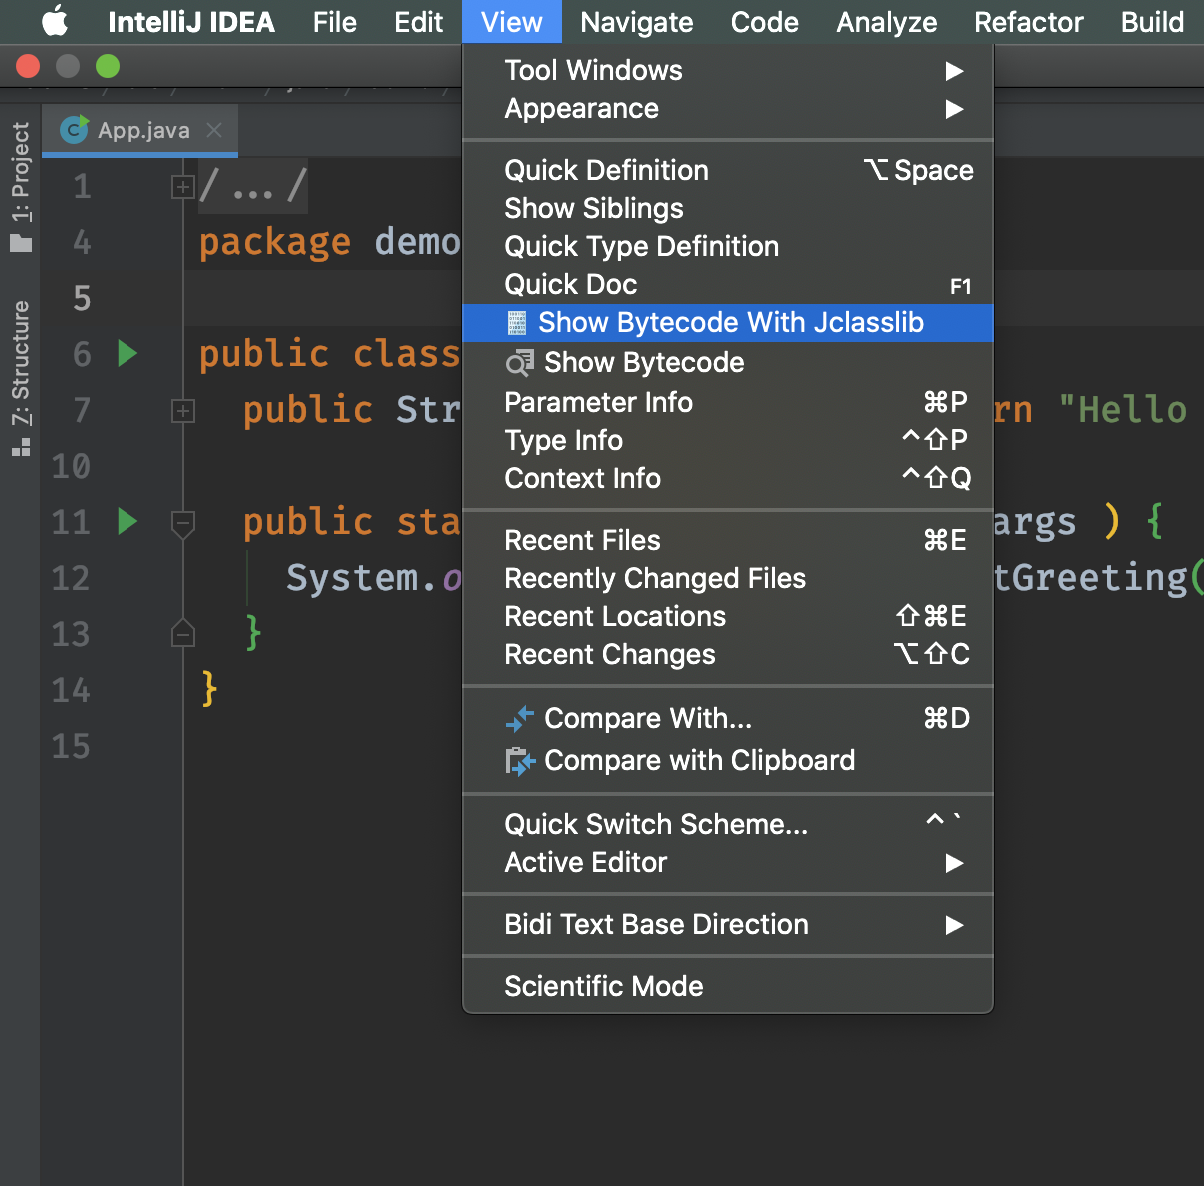 IntelliJ IDEA File Edit View Navigate Code Analyze Refactor Build
App.java
1: Project
Z: Structure
1 /.../
4 package demo
5
6 public class
7 public Str rn "Hello
10
11 public sta args ) {
12 System.o tGreeting(
13 }
14 }
15
Tool Windows
Appearance
Quick Definition ⌥Space
Show Siblings
Quick Type Definition
Quick Doc F1
Show Bytecode With Jclasslib
Show Bytecode
Parameter Info ⌘P
Type Info ^⇧P
Context Info ^⇧Q
Recent Files ⌘E
Recently Changed Files
Recent Locations ⇧⌘E
Recent Changes ⌥⇧C
Compare With... ⌘D
Compare with Clipboard
Quick Switch Scheme... ^`
Active Editor
Bidi Text Base Direction
Scientific Mode